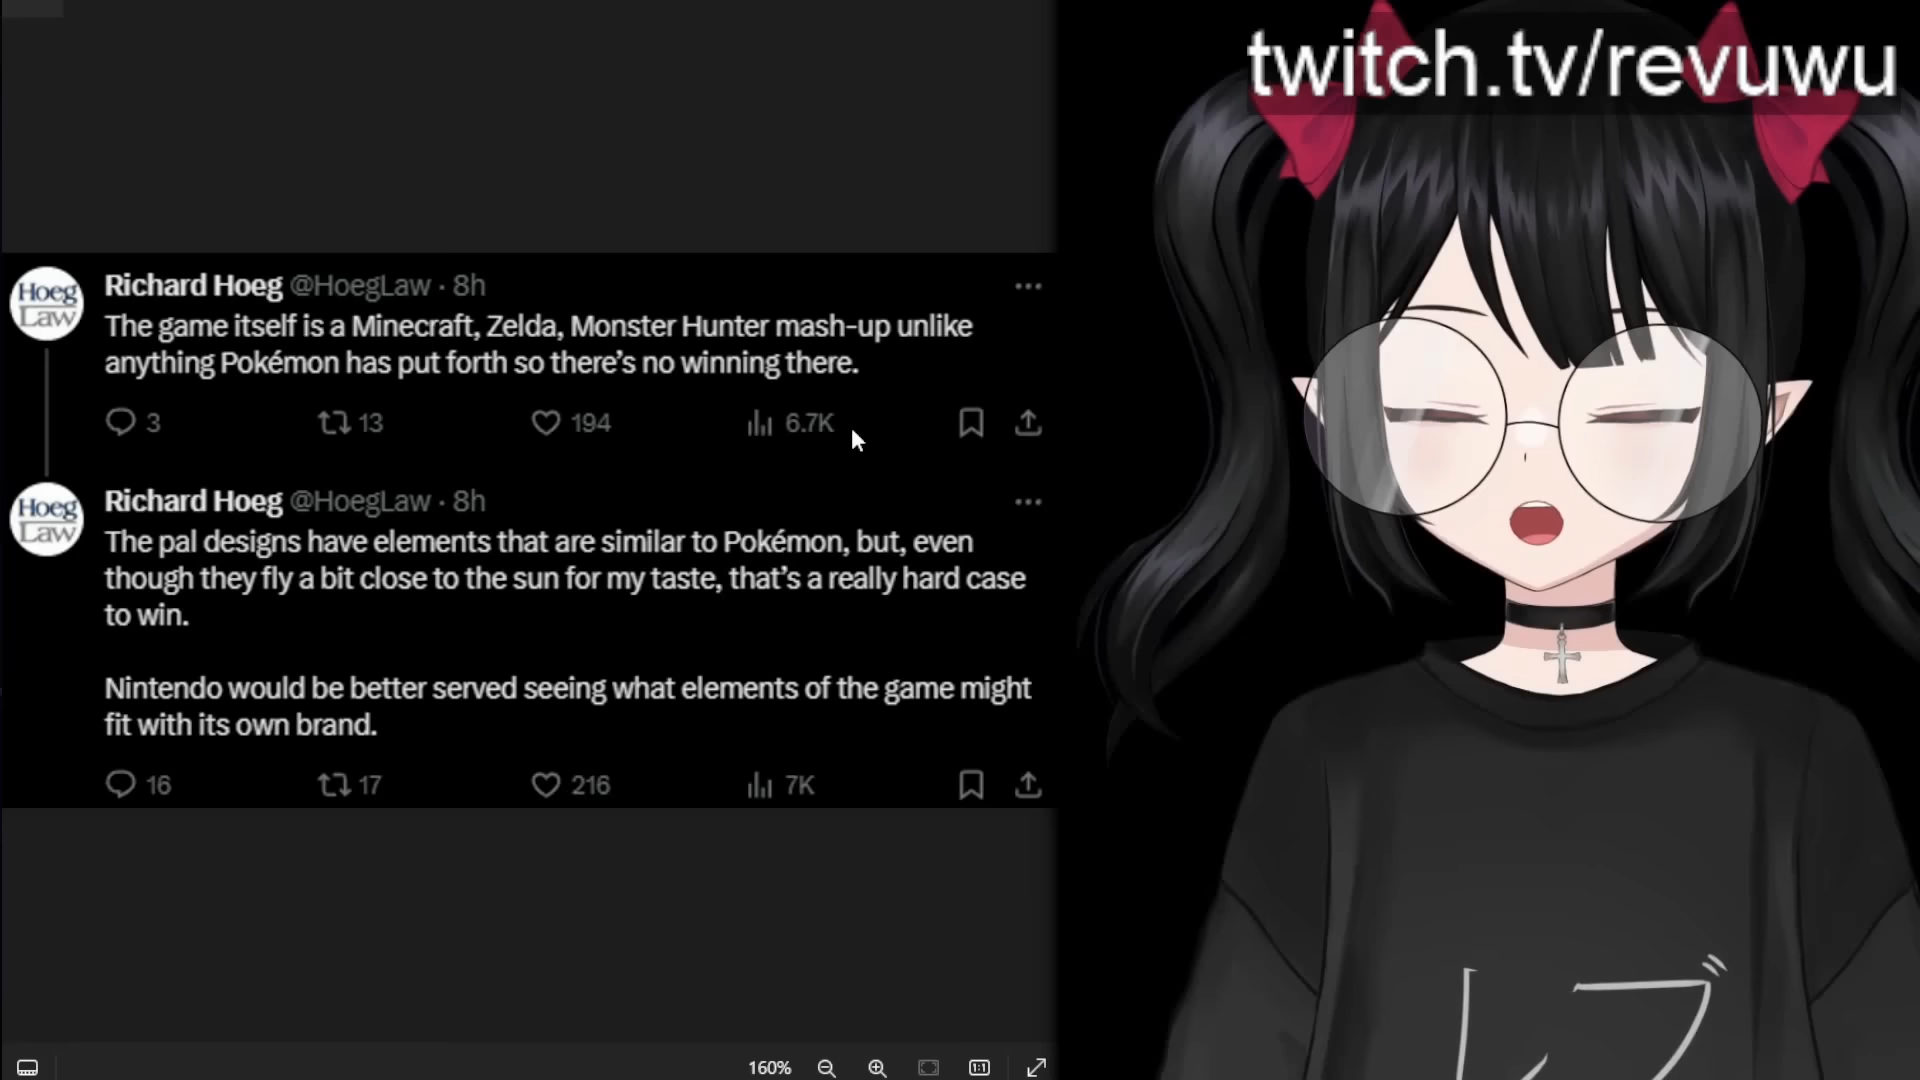 twitch.tv/revuwu
Hoeg
Law
Richard Hoeg @HoegLaw · 8h
The game itself is a Minecraft, Zelda, Monster Hunter mash-up unlike
anything Pokémon has put forth so there's no winning there.
3 13 194 6.7K
Hoeg
Law
Richard Hoeg @HoegLaw · 8h
The pal designs have elements that are similar to Pokémon, but, even
though they fly a bit close to the sun for my taste, that's a really hard case
to win.
Nintendo would be better served seeing what elements of the game might
fit with its own brand.
16 17 216 7K
レブ
160% 1:1